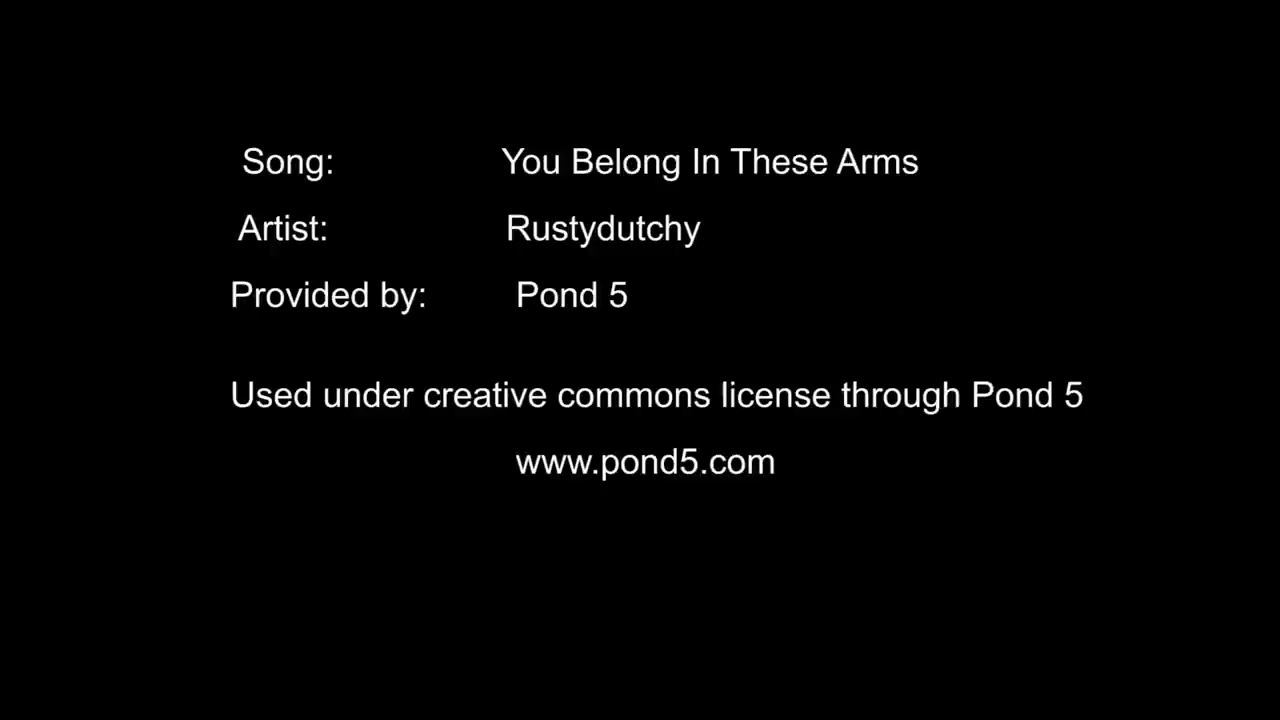 Song: You Belong In These Arms
Artist: Rustydutchy
Provided by: Pond 5
Used under creative commons license through Pond 5
www.pond5.com